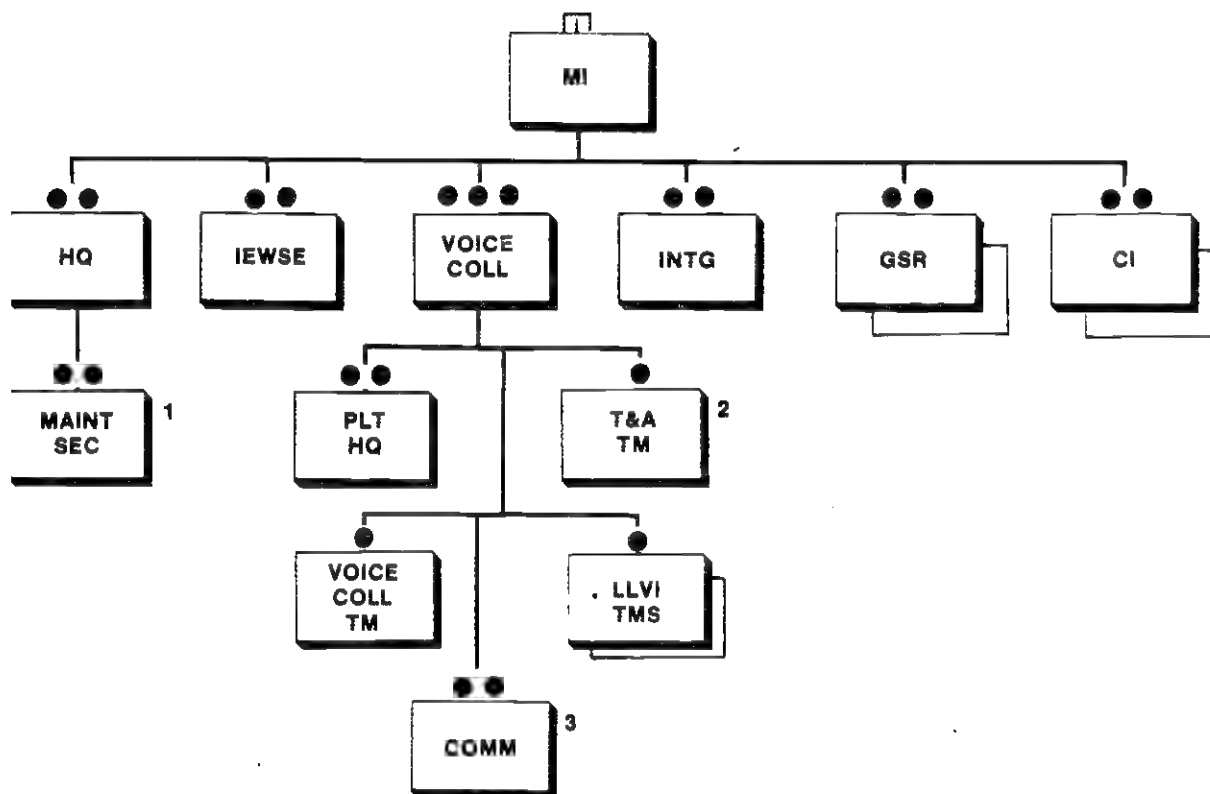 MI
HQ
IEWSE
VOICE
COLL
INTG
GSR
CI
MAINT
SEC
1
PLT
HQ
T&A
TM
2
VOICE
COLL
TM
LLVI
TMS
COMM
3